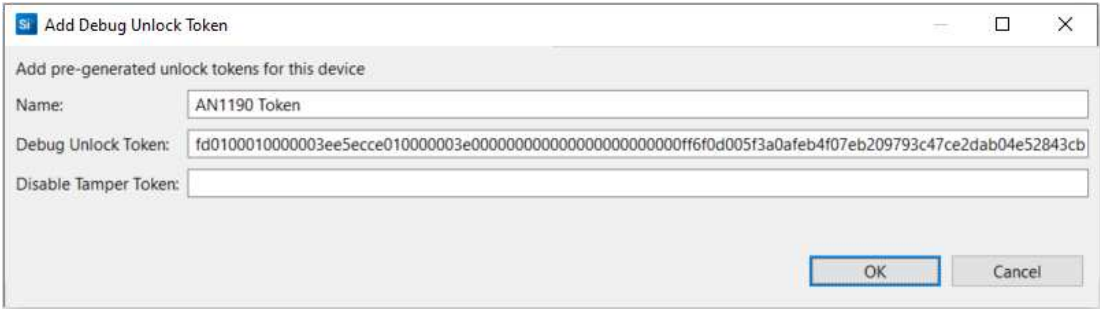 Si Add Debug Unlock Token
Add pre-generated unlock tokens for this device
Name: AN1190 Token
Debug Unlock Token: fd0100010000003ee5ecce010000003e000000000000000000000000ff6f0d005f3a0afeb4f07eb209793c47ce2dab04e52843cb
Disable Tamper Token:
OK Cancel